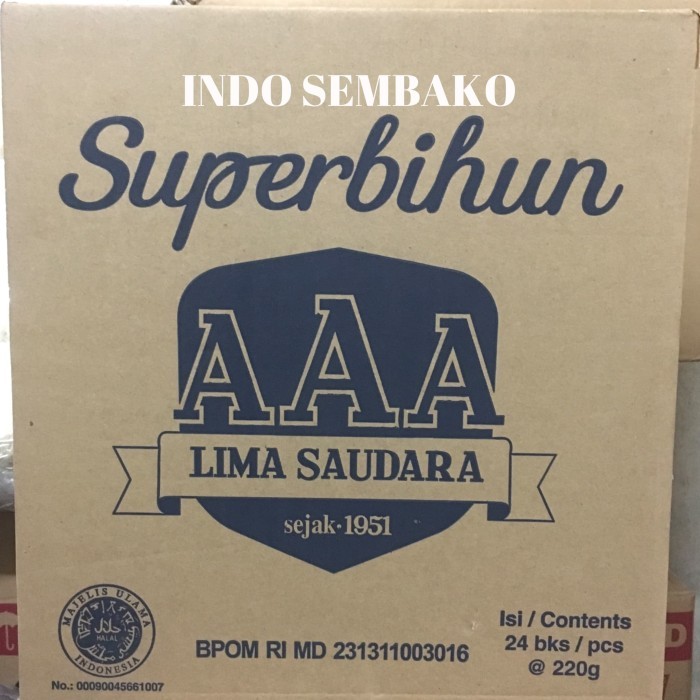 INDO SEMBAKO
Superbihun
AAA
LIMA SAUDARA
sejak·1951
MAJELIS ULAMA
حلال
HALAL
INDONESIA
No.: 00090045661007
BPOM RI MD 231311003016
Isi / Contents
24 bks / pcs
@ 220g
D